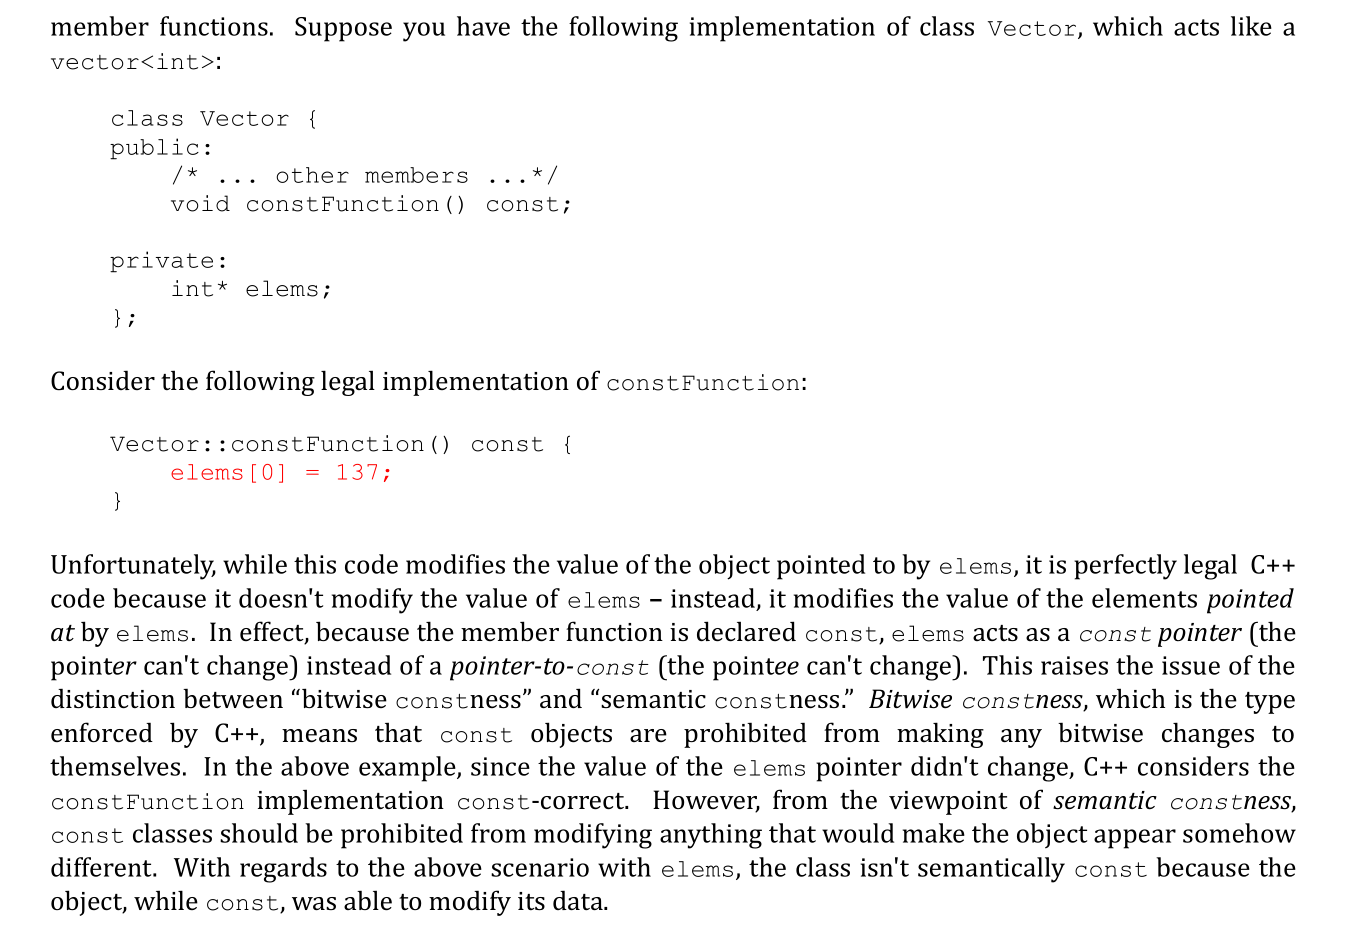 member functions. Suppose you have the following implementation of class Vector, which acts like a
vector<int>:
class Vector {
public:
/* ... other members ...*/
void constFunction() const;
private:
int* elems;
};
Consider the following legal implementation of constFunction:
Vector::constFunction() const {
elems[0] = 137;
}
Unfortunately, while this code modifies the value of the object pointed to by elems, it is perfectly legal C++
code because it doesn't modify the value of elems – instead, it modifies the value of the elements pointed
at by elems. In effect, because the member function is declared const, elems acts as a const pointer (the
pointer can't change) instead of a pointer-to-const (the pointee can't change). This raises the issue of the
distinction between “bitwise constness” and “semantic constness.” Bitwise constness, which is the type
enforced by C++, means that const objects are prohibited from making any bitwise changes to
themselves. In the above example, since the value of the elems pointer didn't change, C++ considers the
constFunction implementation const-correct. However, from the viewpoint of semantic constness,
const classes should be prohibited from modifying anything that would make the object appear somehow
different. With regards to the above scenario with elems, the class isn't semantically const because the
object, while const, was able to modify its data.